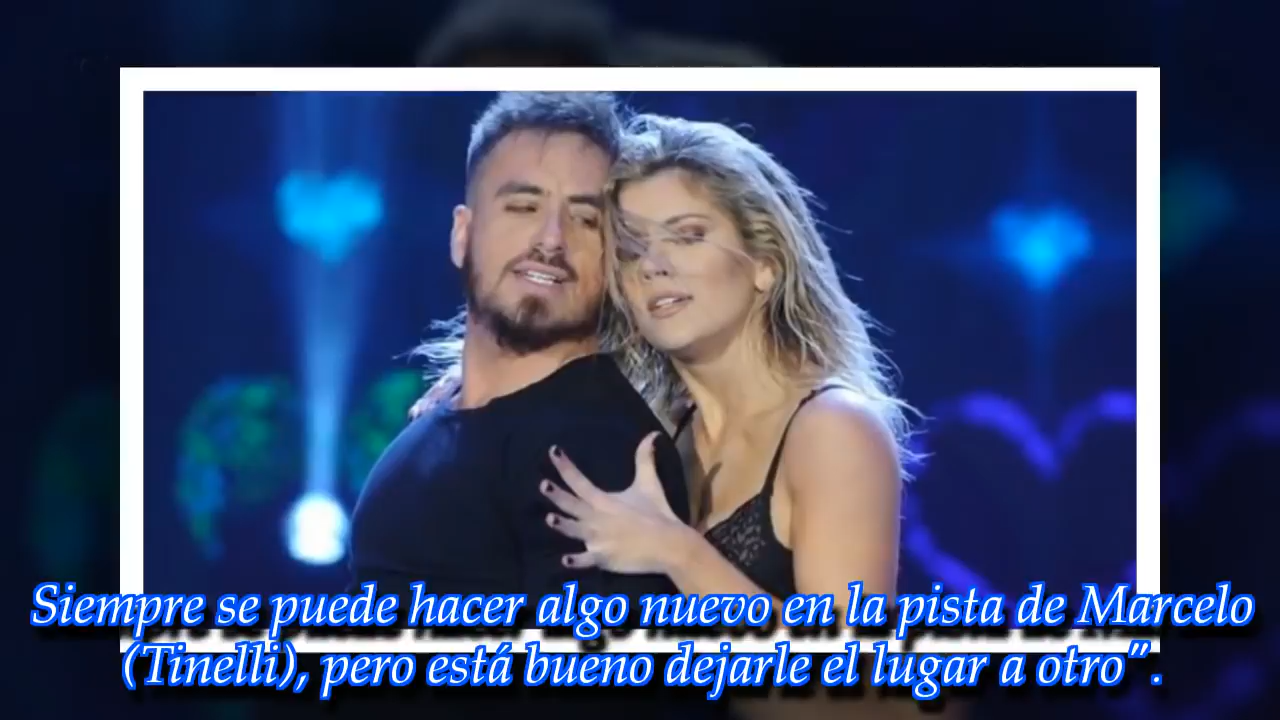 Siempre se puede hacer algo nuevo en la pista de Marcelo
(Tinelli), pero está bueno dejarle el lugar a otro”.